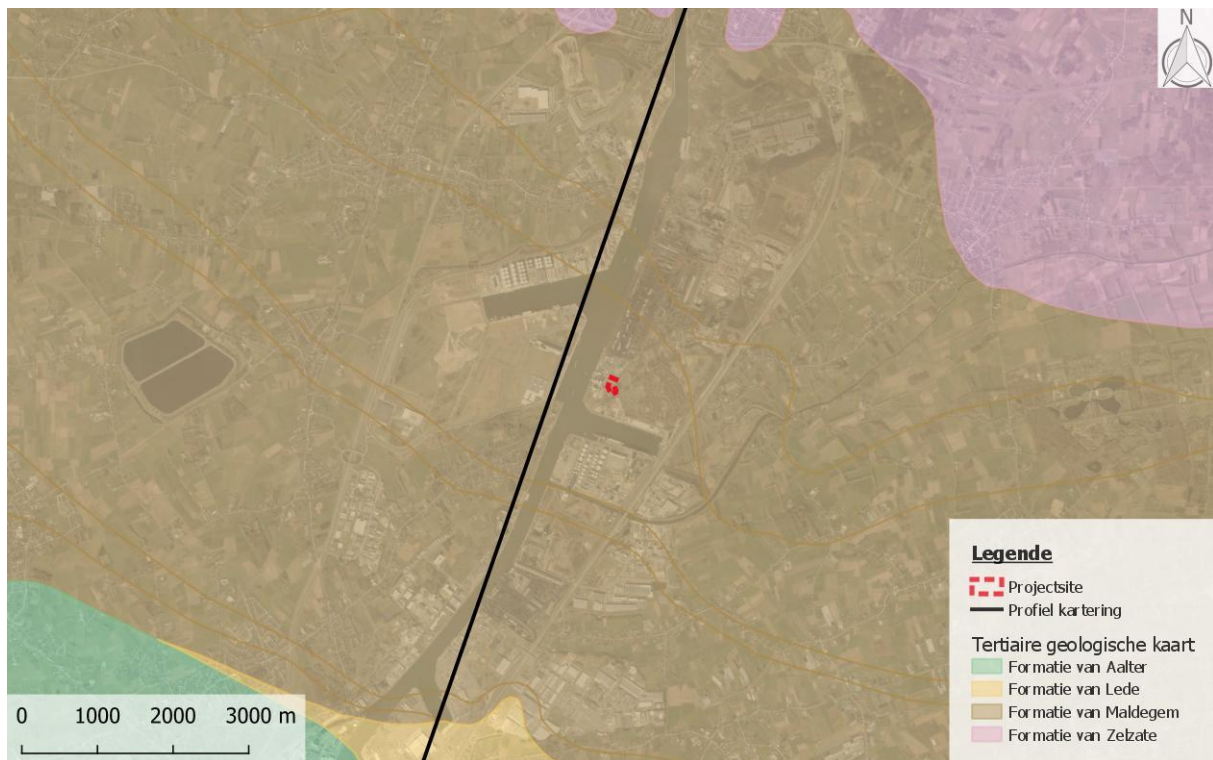 N
Legende
Projectsite
Profiel kartering
Tertiaire geologische kaart
Formatie van Aalter
Formatie van Lede
Formatie van Maldegem
Formatie van Zelzate
0 1000 2000 3000 m